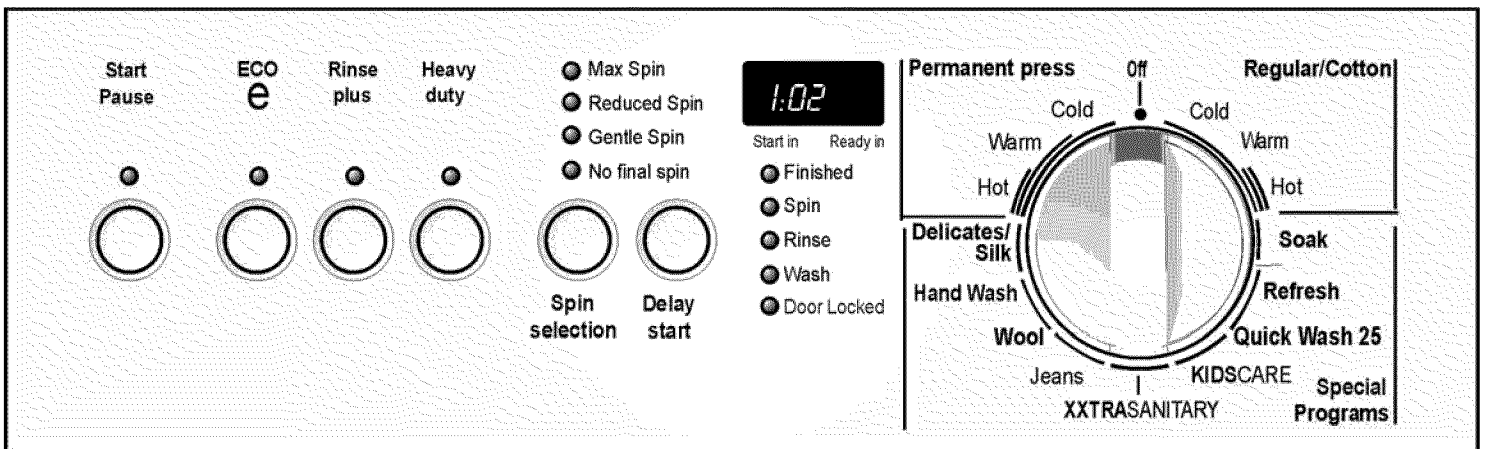 Start
Pause
ECO
e
Rinse
plus
Heavy
duty
Max Spin
Reduced Spin
Gentle Spin
No final spin
Spin
selection
Delay
start
1:02
Start in Ready in
Finished
Spin
Rinse
Wash
Door Locked
Permanent press
Off
Regular/Cotton
Cold
Warm
Hot
Cold
Warm
Hot
Delicates/
Silk
Hand Wash
Wool
Jeans
XXTRASANITARY
KIDSCARE
Quick Wash 25
Refresh
Soak
Special
Programs